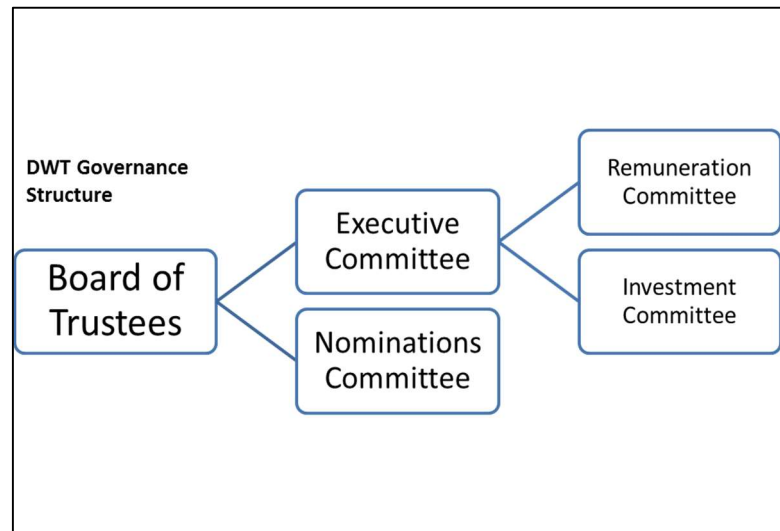 DWT Governance
Structure
Board of
Trustees
Executive
Committee
Nominations
Committee
Remuneration
Committee
Investment
Committee